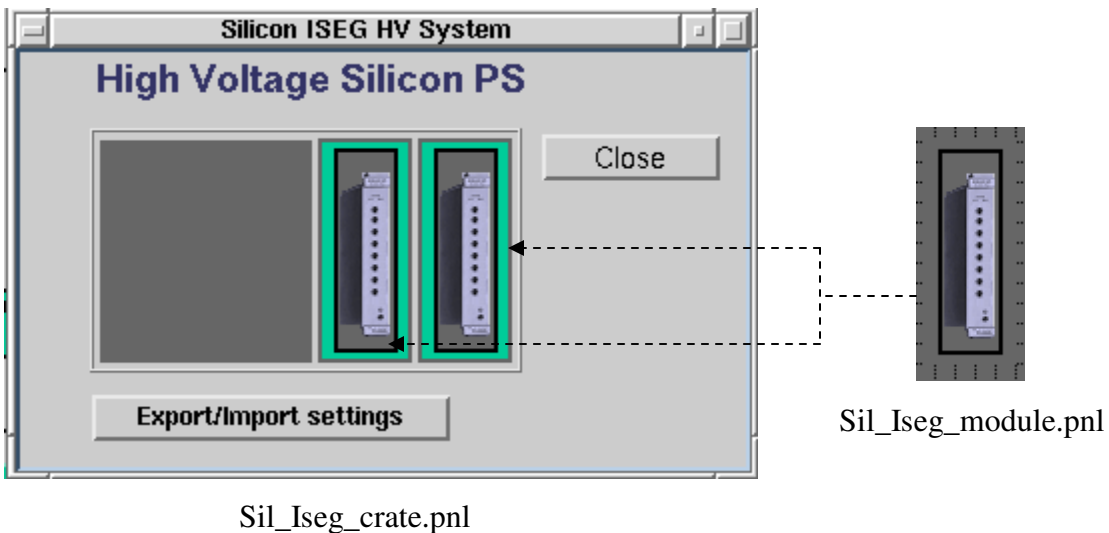 Silicon ISEG HV System
High Voltage Silicon PS
Close
Export/Import settings
Sil_Iseg_module.pnl
Sil_Iseg_crate.pnl